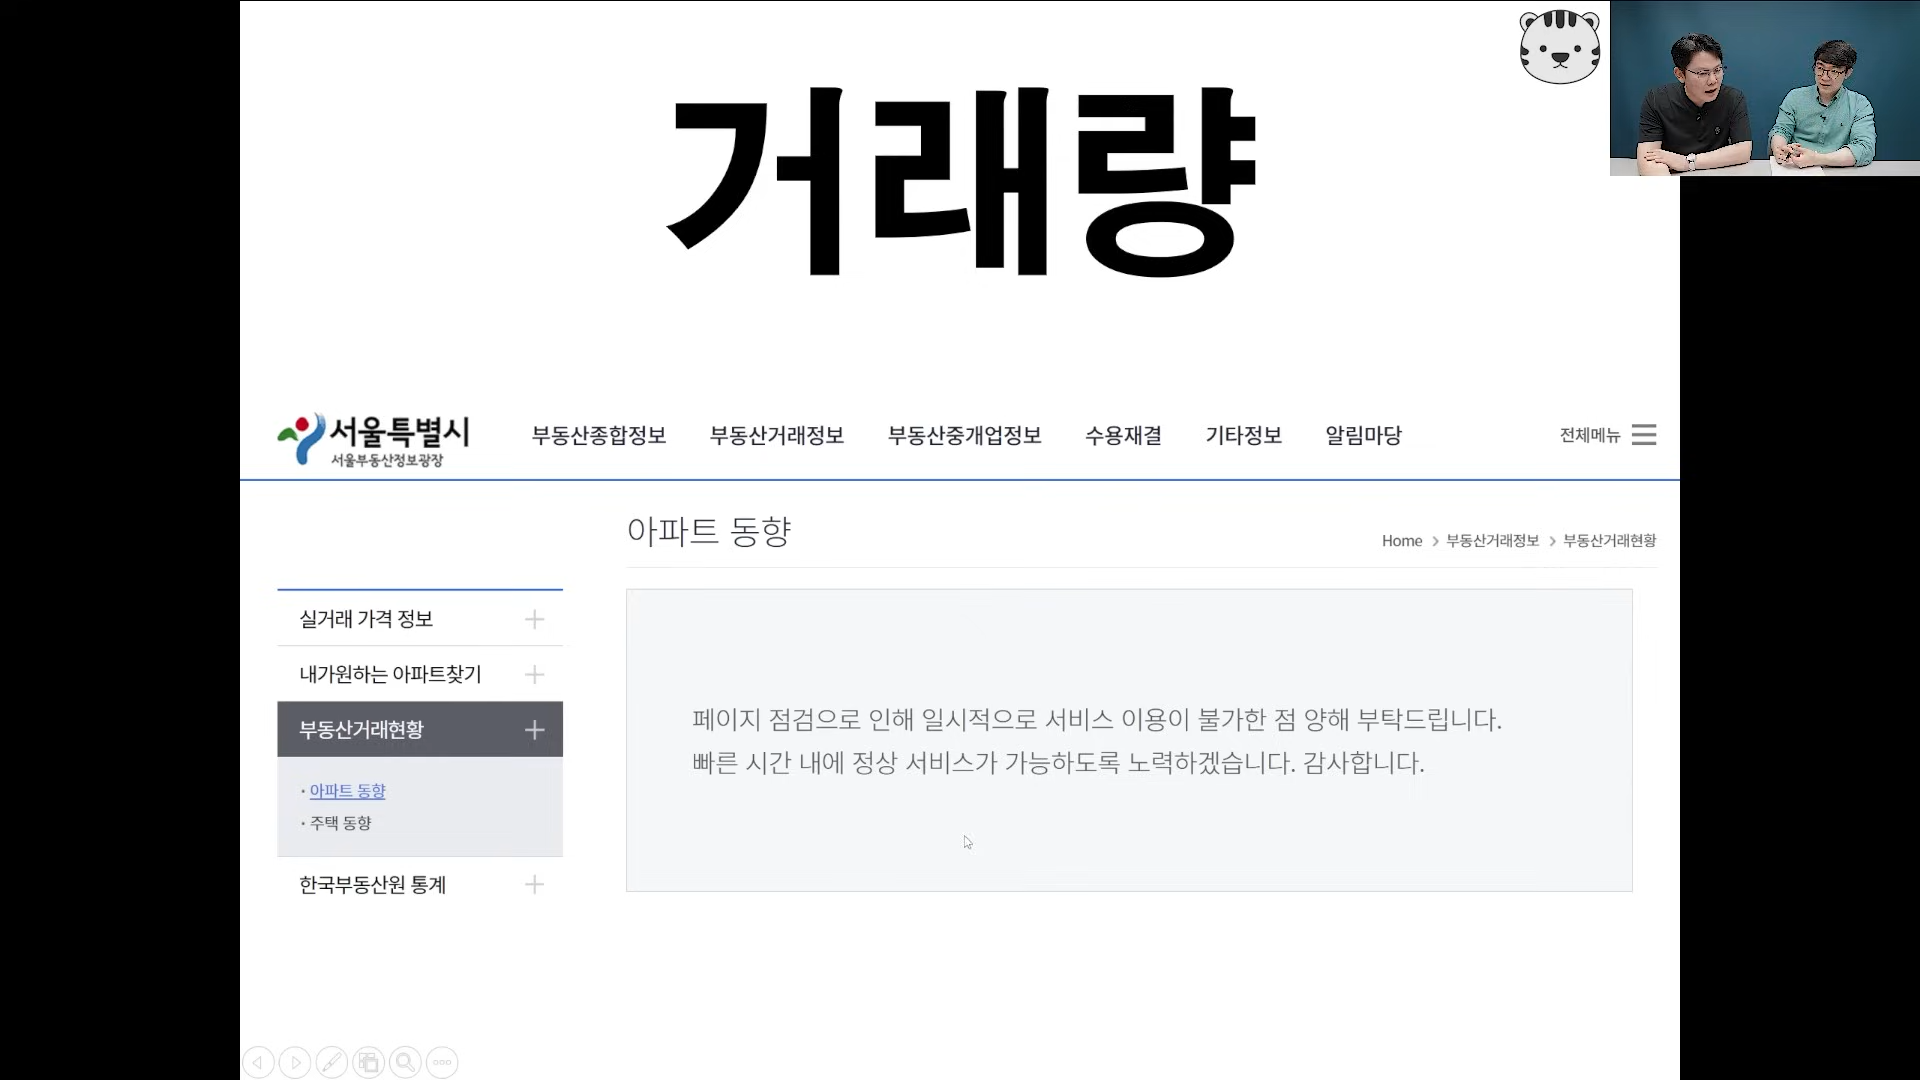 거래량
서울특별시
서울부동산정보광장
부동산종합정보 부동산거래정보 부동산중개업정보 수용재결 기타정보 알림마당 전체메뉴
아파트 동향
Home > 부동산거래정보 > 부동산거래현황
실거래 가격 정보
내가원하는 아파트찾기
부동산거래현황
· 아파트 동향
· 주택 동향
한국부동산원 통계
페이지 점검으로 인해 일시적으로 서비스 이용이 불가한 점 양해 부탁드립니다.
빠른 시간 내에 정상 서비스가 가능하도록 노력하겠습니다. 감사합니다.